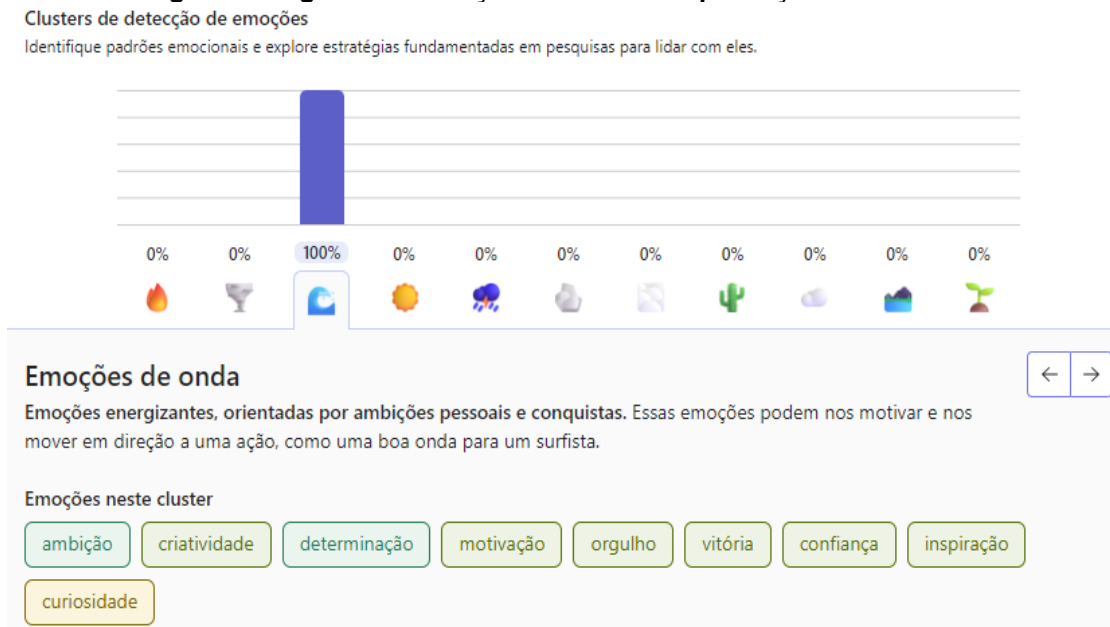 Clusters de detecção de emoções
Identifique padrões emocionais e explore estratégias fundamentadas em pesquisas para lidar com eles.
0% 0% 100% 0% 0% 0% 0% 0% 0% 0% 0%
Emoções de onda
Emoções energizantes, orientadas por ambições pessoais e conquistas. Essas emoções podem nos motivar e nos
mover em direção a uma ação, como uma boa onda para um surfista.
Emoções neste cluster
ambição criatividade determinação motivação orgulho vitória confiança inspiração
curiosidade